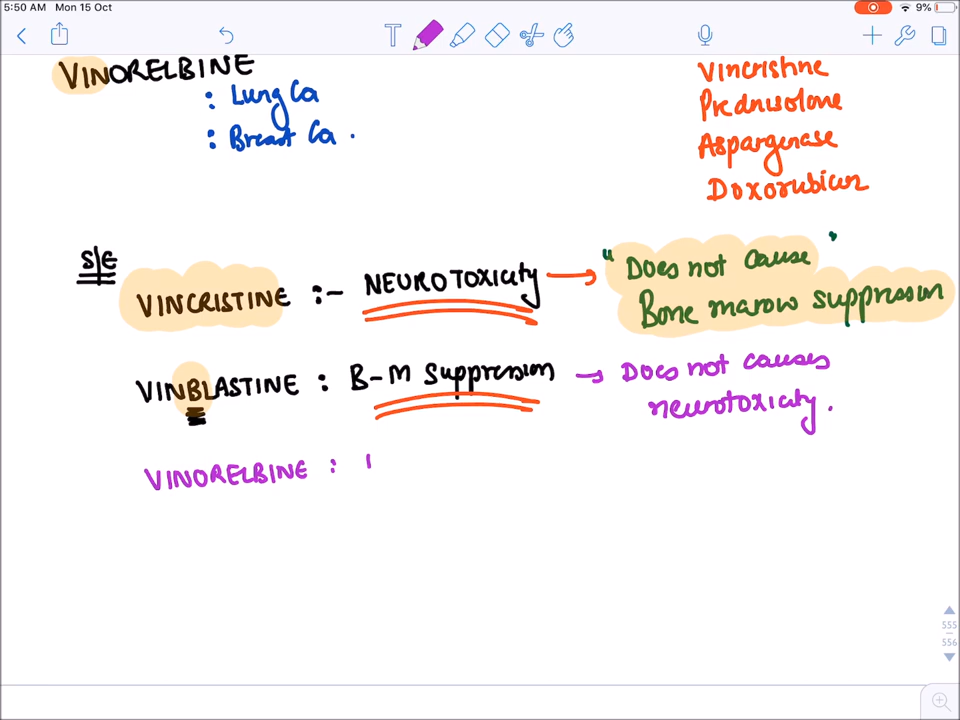 5:50 AM Mon 15 Oct
9%
T
VINORELBINE
: Lung Ca
: Breast Ca.
Vincristine
Prednisolone
Aspargenase
Doxorubicin
S/E
VINCRISTINE :- NEUROTOXICITY → "Does not cause
Bone marow suppression"
VINBLASTINE : B-M Suppression → Does not causes
neurotoxicity.
VINORELBINE :
555
556